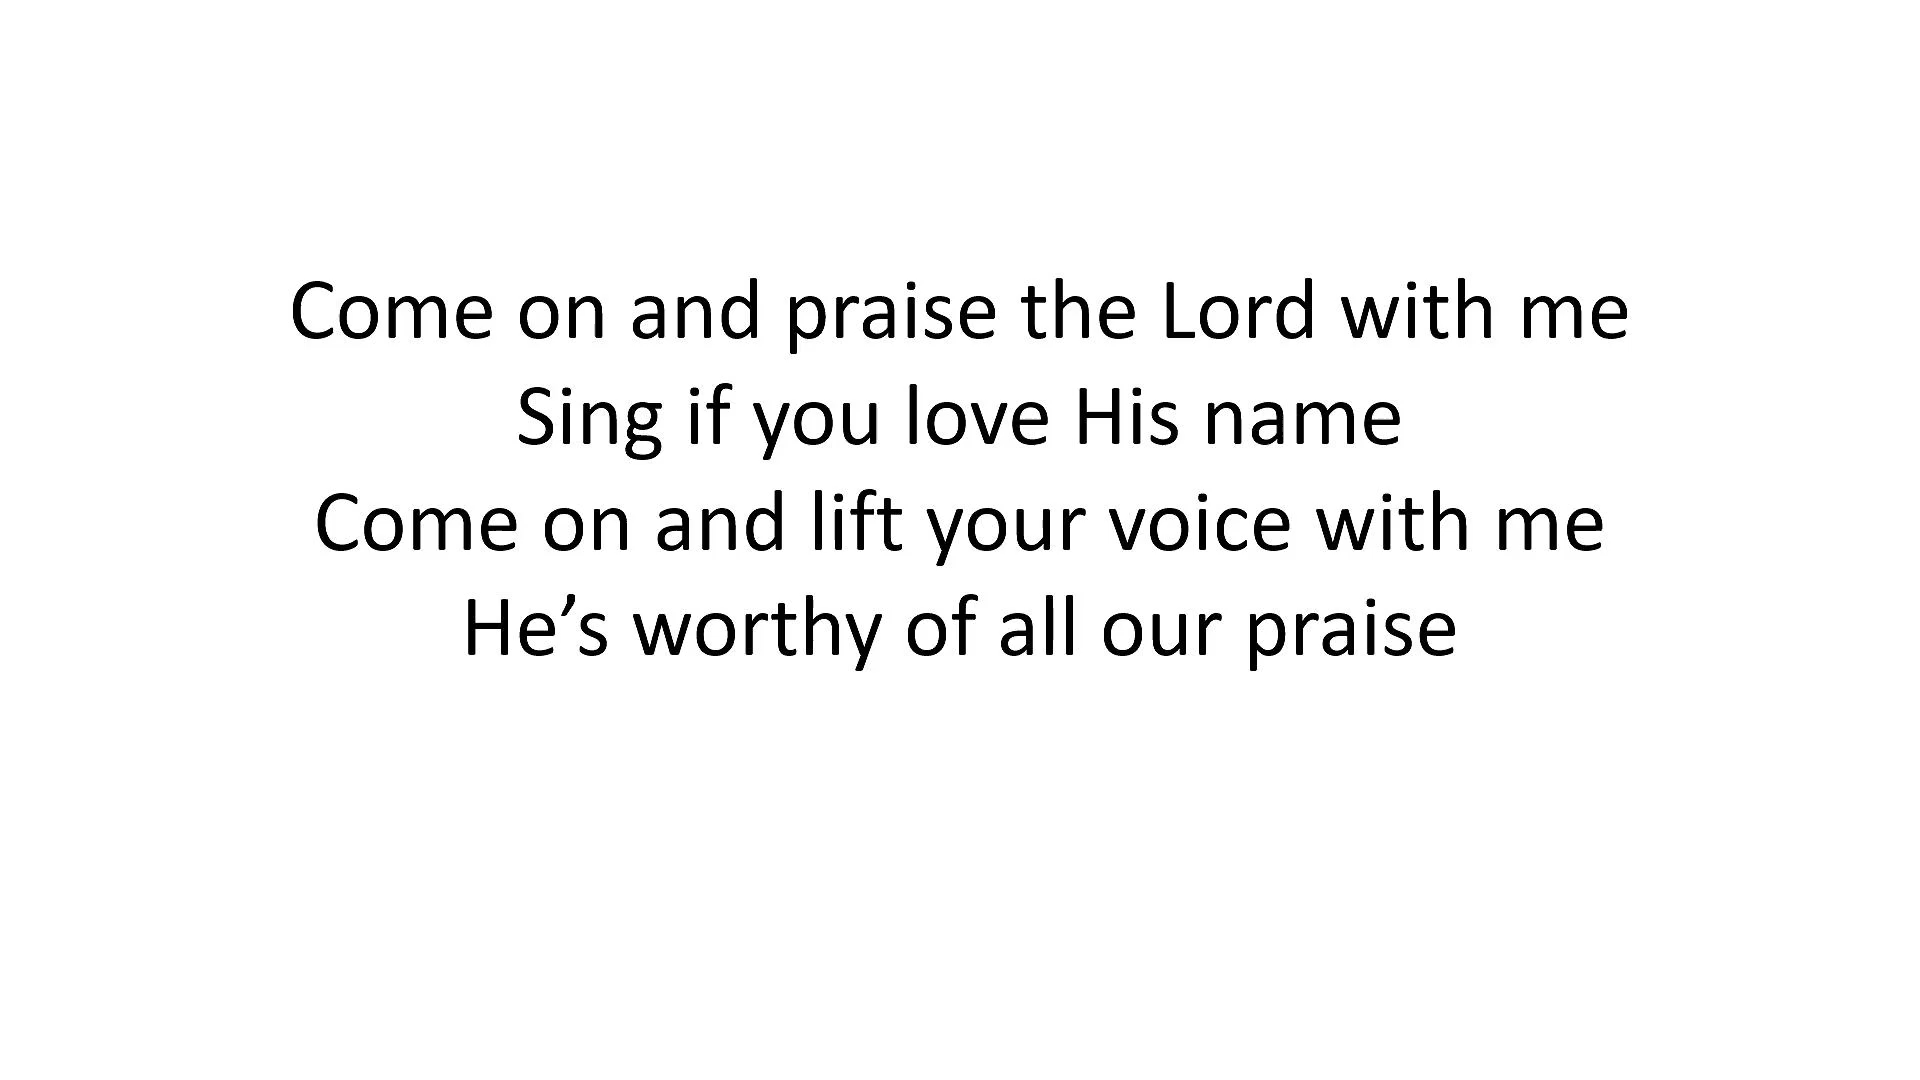 Come on and praise the Lord with me
Sing if you love His name
Come on and lift your voice with me
He’s worthy of all our praise